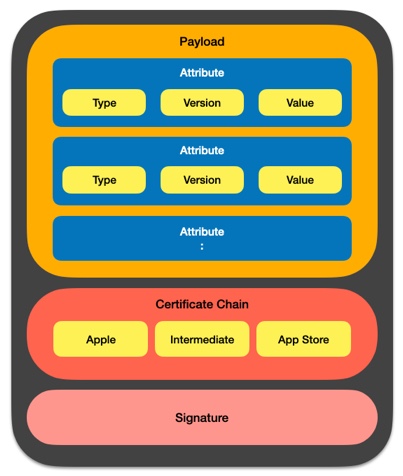 Payload
Attribute
Type Version Value
Attribute
Type Version Value
Attribute
:
Certificate Chain
Apple Intermediate App Store
Signature